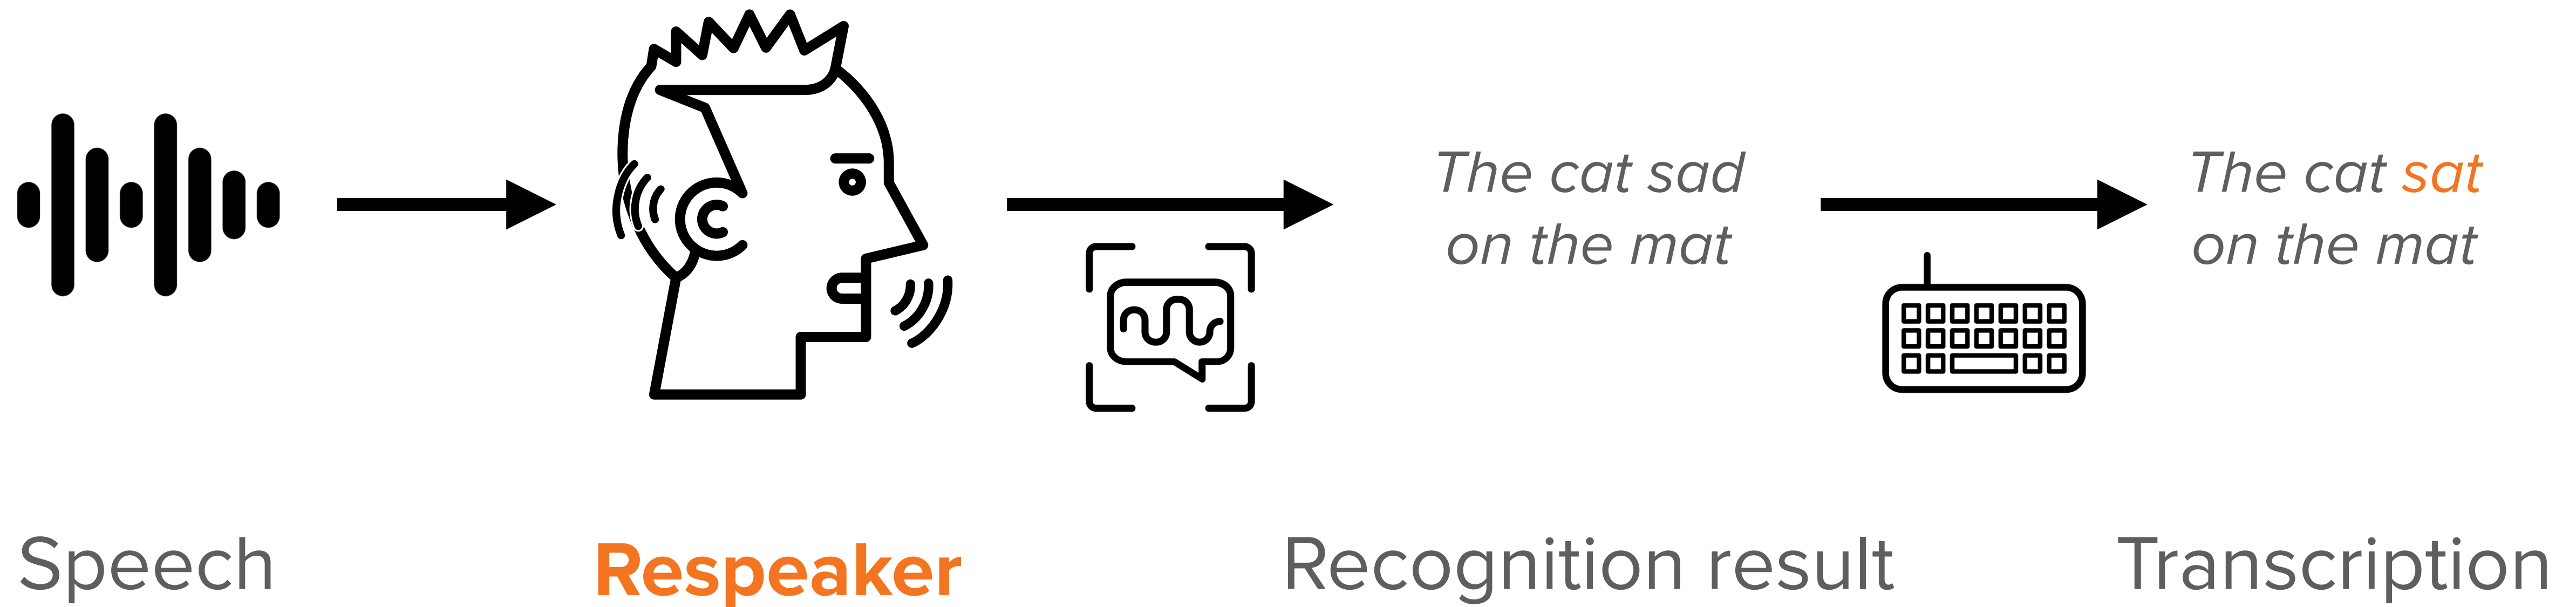 The cat sad
on the mat
The cat sat
on the mat
Speech
Respeaker
Recognition result
Transcription